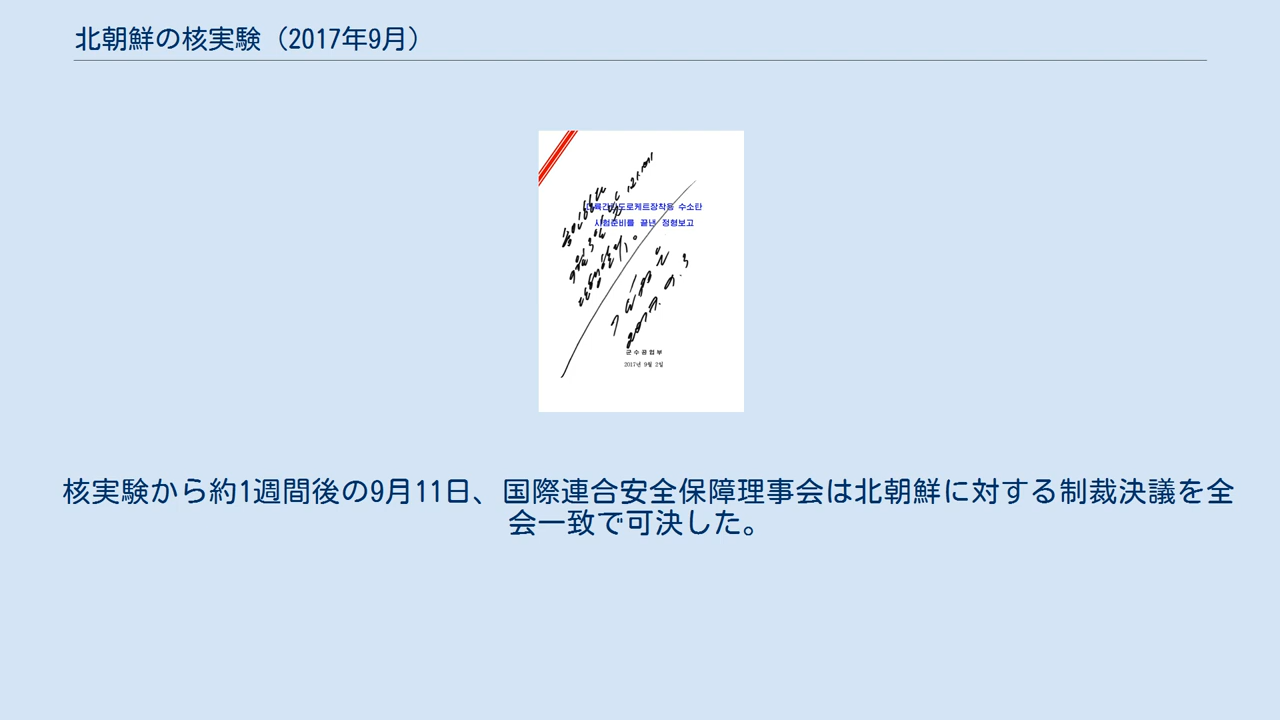 北朝鮮の核実験（2017年9月）
대륙간탄도로케트장착용 수소탄
시험준비를 끝낸 정형보고
군수공업부
2017년 9월 2일
核実験から約1週間後の9月11日、国際連合安全保障理事会は北朝鮮に対する制裁決議を全
会一致で可決した。